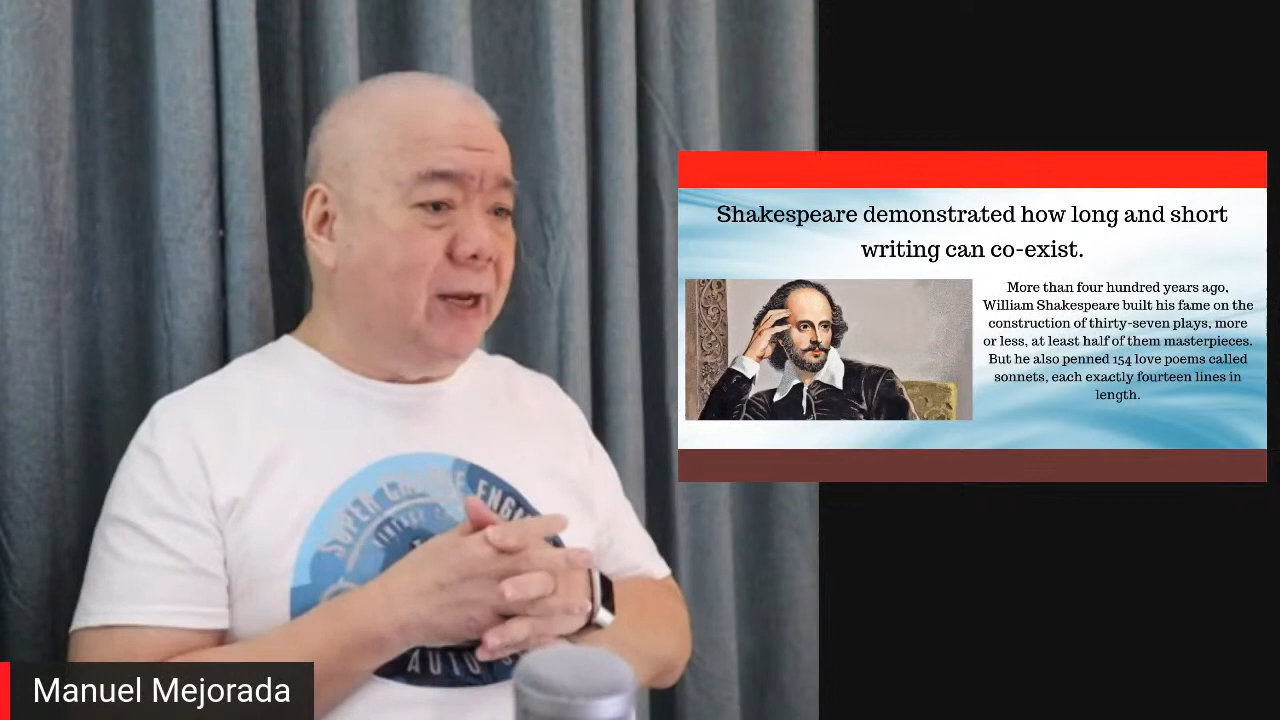 Shakespeare demonstrated how long and short
writing can co-exist.
More than four hundred years ago,
William Shakespeare built his fame on the
construction of thirty-seven plays, more
or less, at least half of them masterpieces.
But he also penned 154 love poems called
sonnets, each exactly fourteen lines in
length.
SUPER
AUTO
Manuel Mejorada